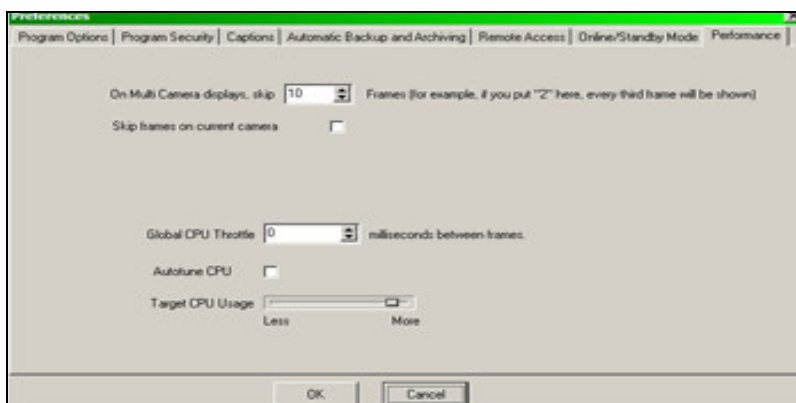 Preferences
Program Options Program Security Captions Automatic Backup and Archiving Remote Access Online/Standby Mode Performance
On Multi Camera displays, skip 10 Frames (for example, if you put "2" here, every third frame will be shown)
Skip frames on current camera
Global CPU Throttle 0 milliseconds between frames.
Autotune CPU
Target CPU Usage
Less More
OK Cancel